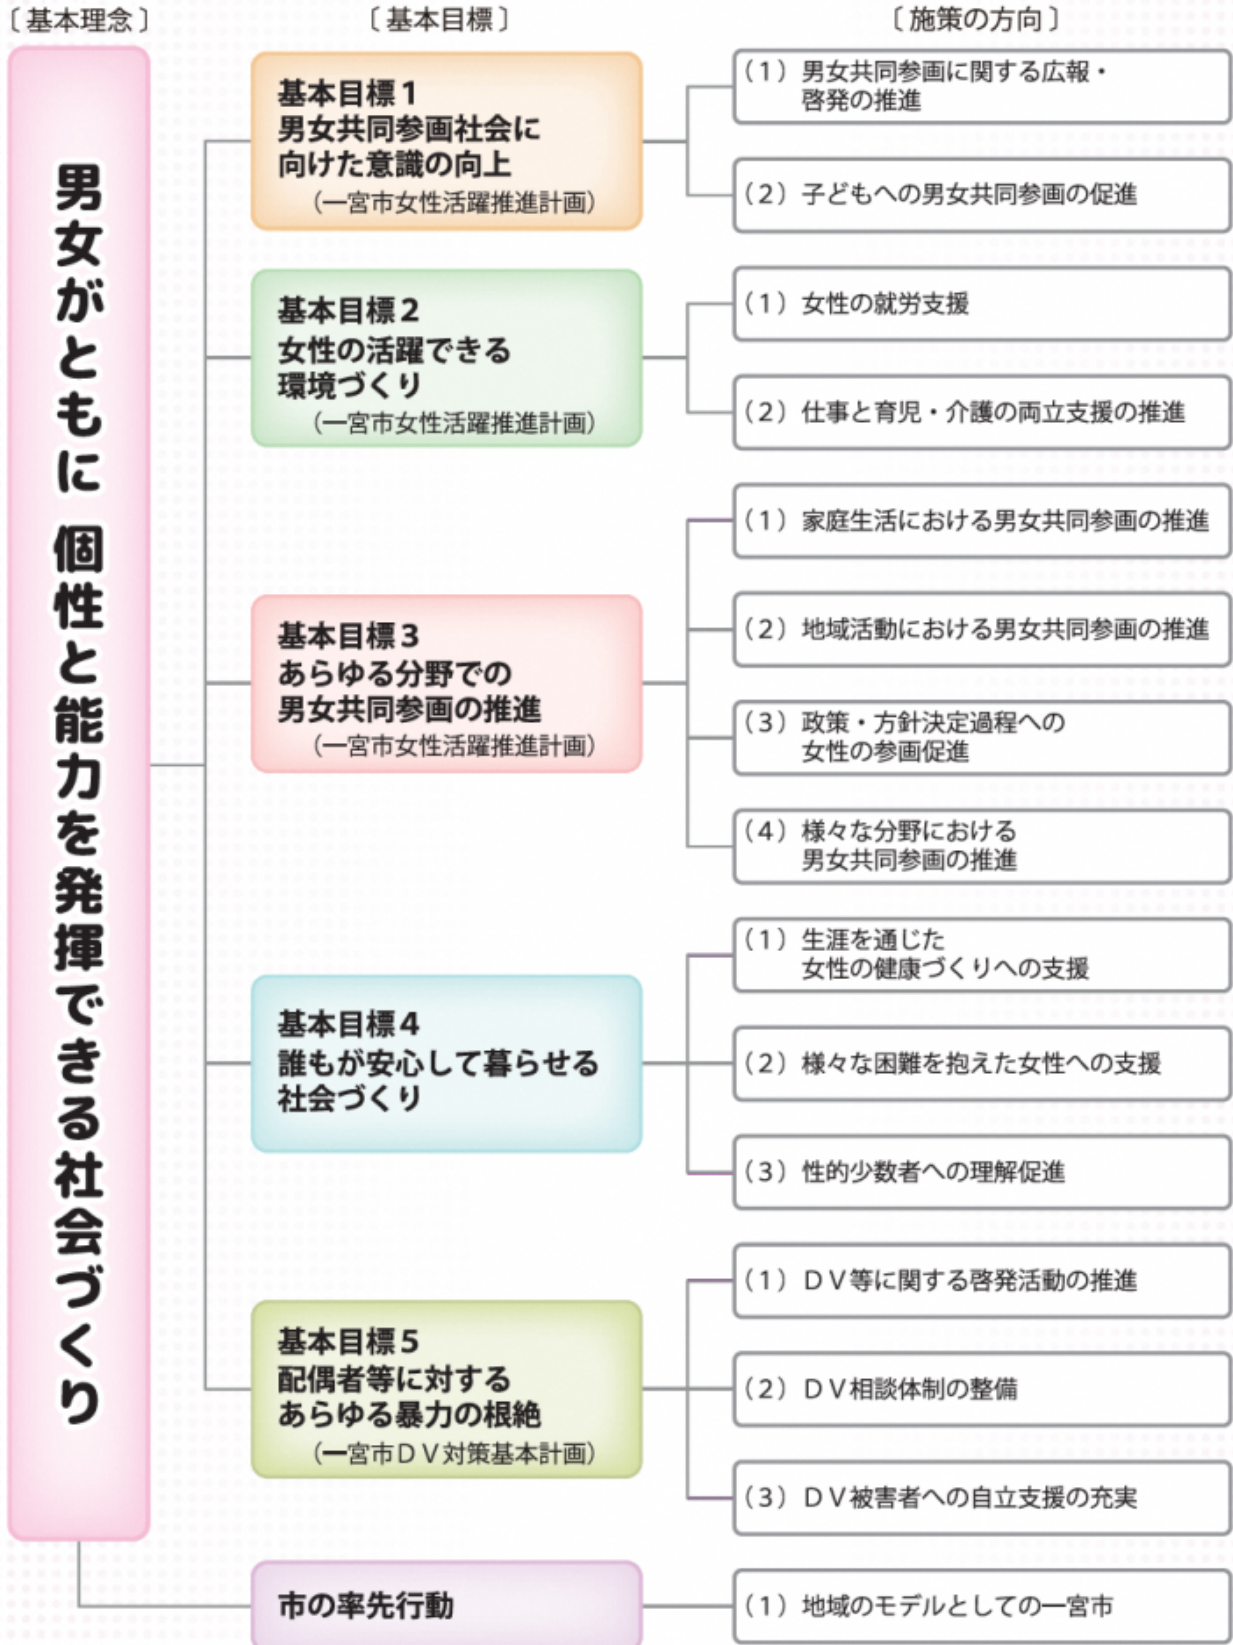 〔基本理念〕
〔基本目標〕
〔施策の方向〕
男女がともに 個性と能力を発揮できる社会づくり
基本目標1
男女共同参画社会に
向けた意識の向上
（一宮市女性活躍推進計画）
（1）男女共同参画に関する広報・
啓発の推進
（2）子どもへの男女共同参画の促進
基本目標2
女性の活躍できる
環境づくり
（一宮市女性活躍推進計画）
（1）女性の就労支援
（2）仕事と育児・介護の両立支援の推進
基本目標3
あらゆる分野での
男女共同参画の推進
（一宮市女性活躍推進計画）
（1）家庭生活における男女共同参画の推進
（2）地域活動における男女共同参画の推進
（3）政策・方針決定過程への
女性の参画促進
（4）様々な分野における
男女共同参画の推進
基本目標4
誰もが安心して暮らせる
社会づくり
（1）生涯を通じた
女性の健康づくりへの支援
（2）様々な困難を抱えた女性への支援
（3）性的少数者への理解促進
基本目標5
配偶者等に対する
あらゆる暴力の根絶
（一宮市ＤＶ対策基本計画）
（1）ＤＶ等に関する啓発活動の推進
（2）ＤＶ相談体制の整備
（3）ＤＶ被害者への自立支援の充実
市の率先行動
（1）地域のモデルとしての一宮市